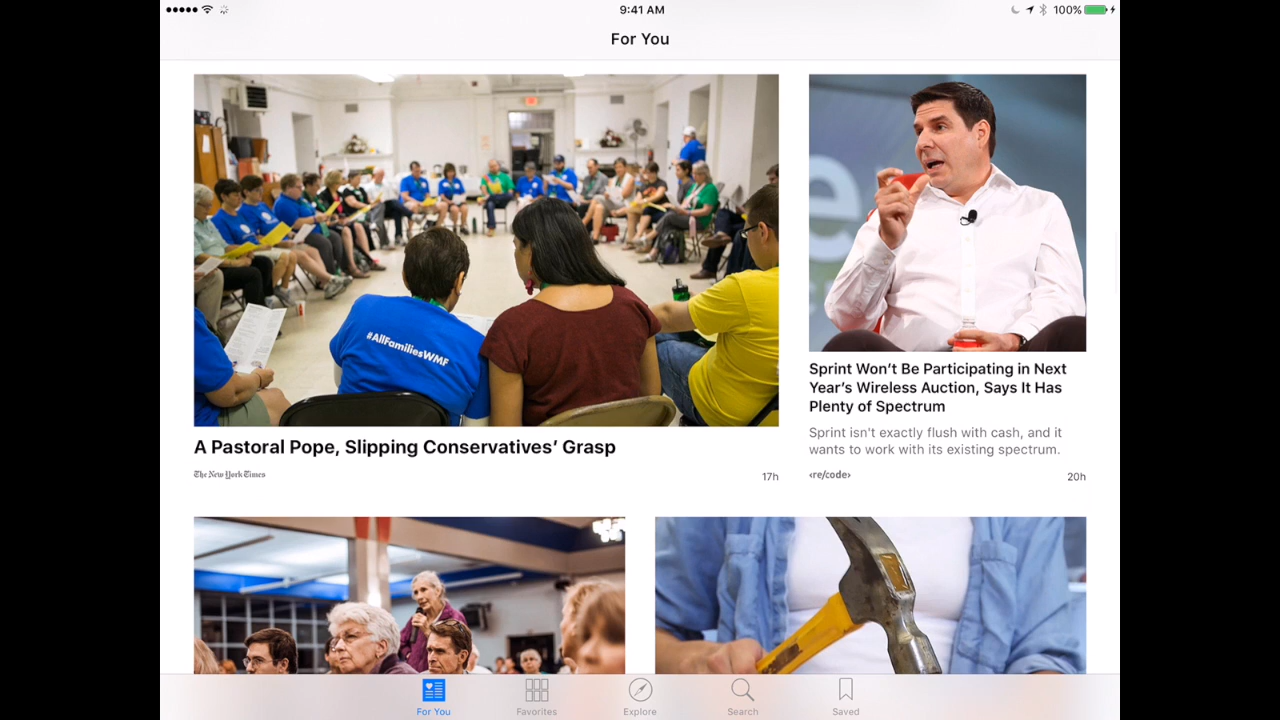 9:41 AM
100%
For You
#AllFamiliesWMF
A Pastoral Pope, Slipping Conservatives’ Grasp
The New York Times
17h
Sprint Won’t Be Participating in Next
Year’s Wireless Auction, Says It Has
Plenty of Spectrum
Sprint isn't exactly flush with cash, and it
wants to work with its existing spectrum.
<re/code>
20h
For You
Favorites
Explore
Search
Saved